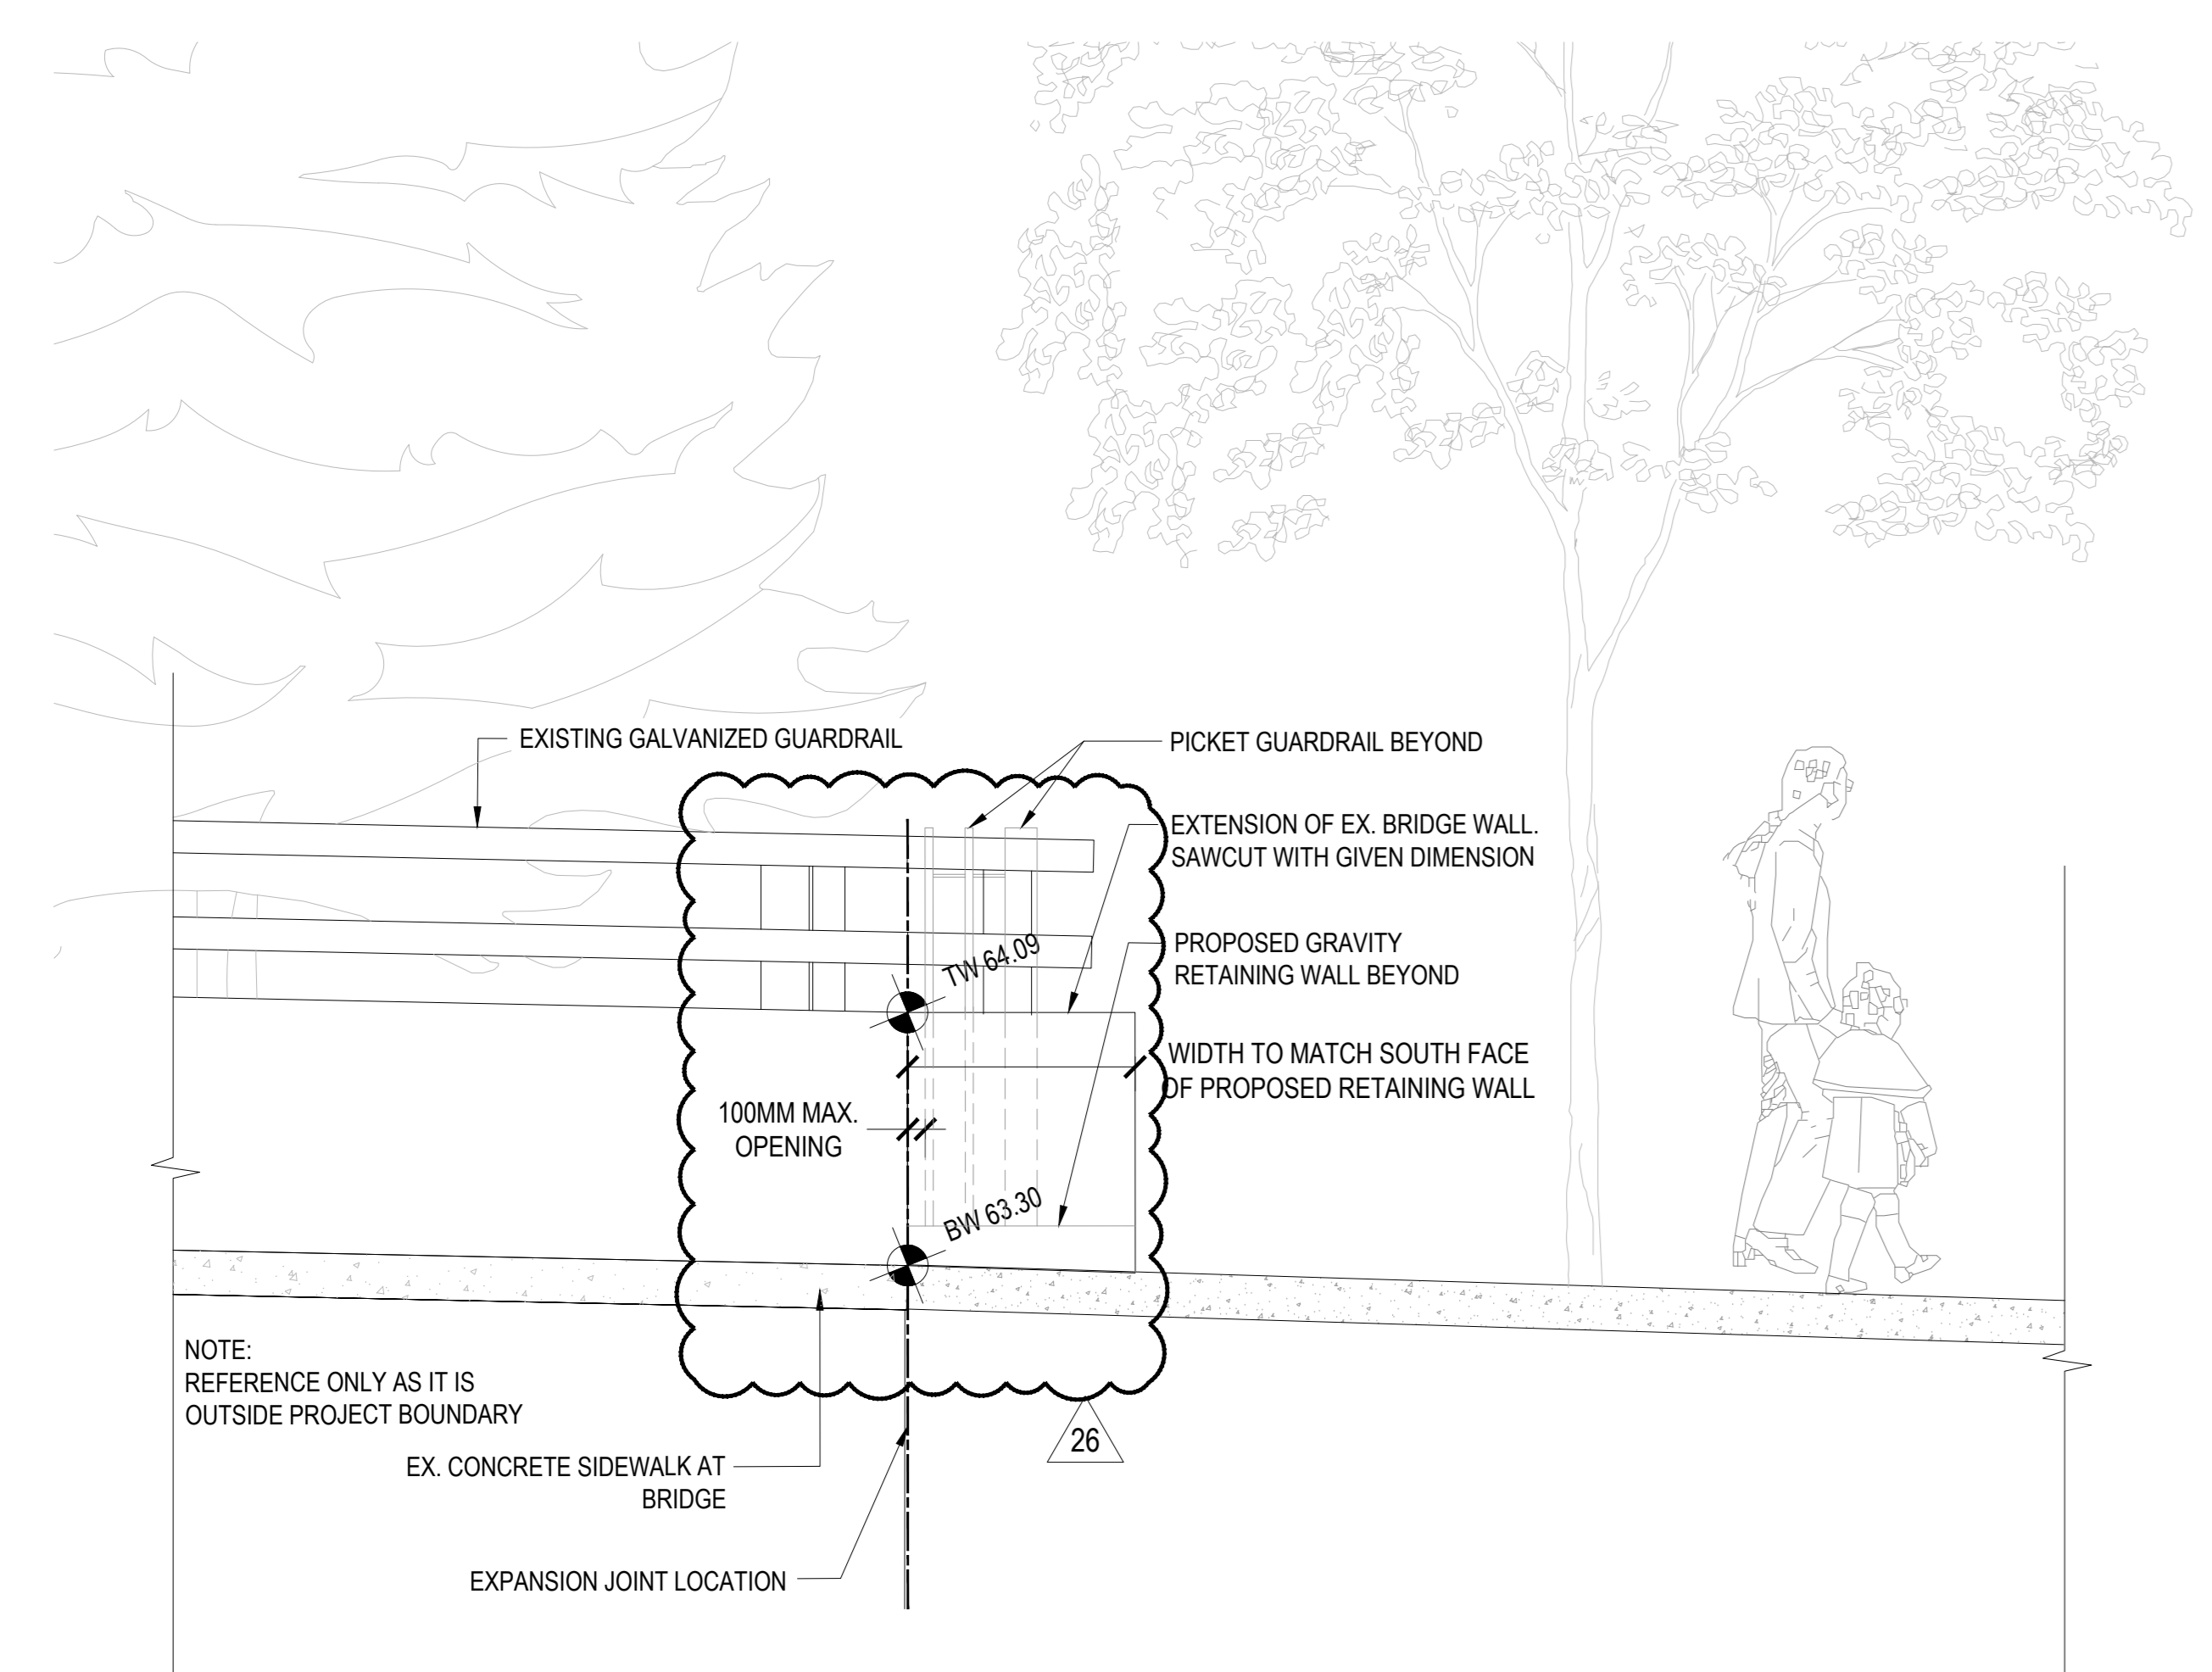 EXISTING GALVANIZED GUARDRAIL
PICKET GUARDRAIL BEYOND
EXTENSION OF EX. BRIDGE WALL.
SAWCUT WITH GIVEN DIMENSION
TW 64.09
PROPOSED GRAVITY
RETAINING WALL BEYOND
WIDTH TO MATCH SOUTH FACE
OF PROPOSED RETAINING WALL
100MM MAX.
OPENING
BW 63.30
NOTE:
REFERENCE ONLY AS IT IS
OUTSIDE PROJECT BOUNDARY
26
EX. CONCRETE SIDEWALK AT
BRIDGE
EXPANSION JOINT LOCATION